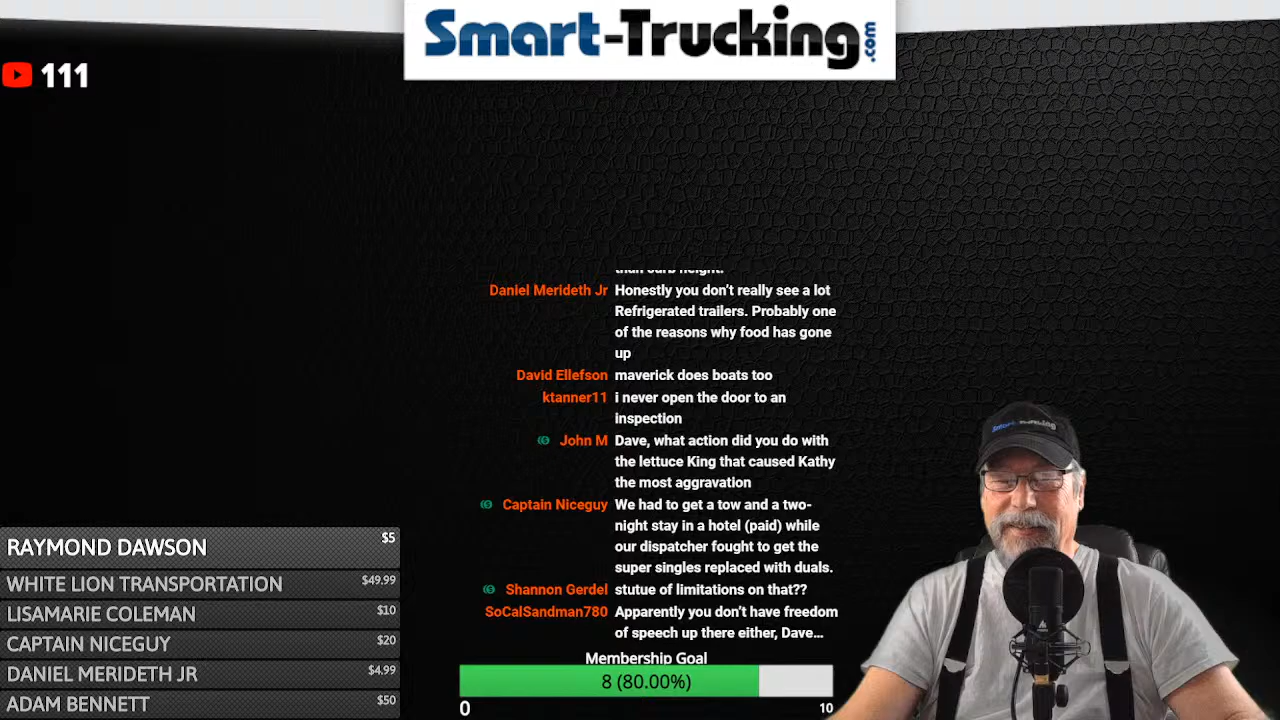 Smart-Trucking.com
111
than curb height.
Daniel Merideth Jr Honestly you don't really see a lot
Refrigerated trailers. Probably one
of the reasons why food has gone
up
David Ellefson maverick does boats too
ktanner11 i never open the door to an
inspection
John M Dave, what action did you do with
the lettuce King that caused Kathy
the most aggravation
Captain Niceguy We had to get a tow and a two-
night stay in a hotel (paid) while
our dispatcher fought to get the
super singles replaced with duals.
Shannon Gerdel stutue of limitations on that??
SoCalSandman780 Apparently you don't have freedom
of speech up there either, Dave...
Membership Goal
8 (80.00%)
0 10
RAYMOND DAWSON $5
WHITE LION TRANSPORTATION $49.99
LISAMARIE COLEMAN $10
CAPTAIN NICEGUY $20
DANIEL MERIDETH JR $4.99
ADAM BENNETT $50
Smart-Trucking